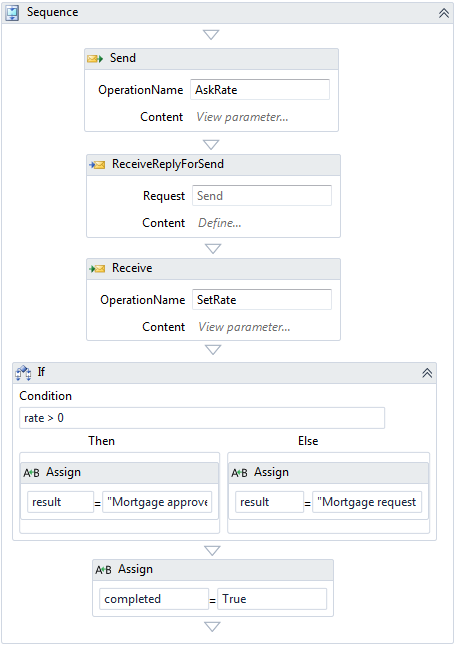 Sequence
Send
OperationName AskRate
Content View parameter...
ReceiveReplyForSend
Request Send
Content Define...
Receive
OperationName SetRate
Content View parameter...
If
Condition
rate > 0
Then Else
A+B Assign A+B Assign
result = "Mortgage approve result = "Mortgage request
A+B Assign
completed = True